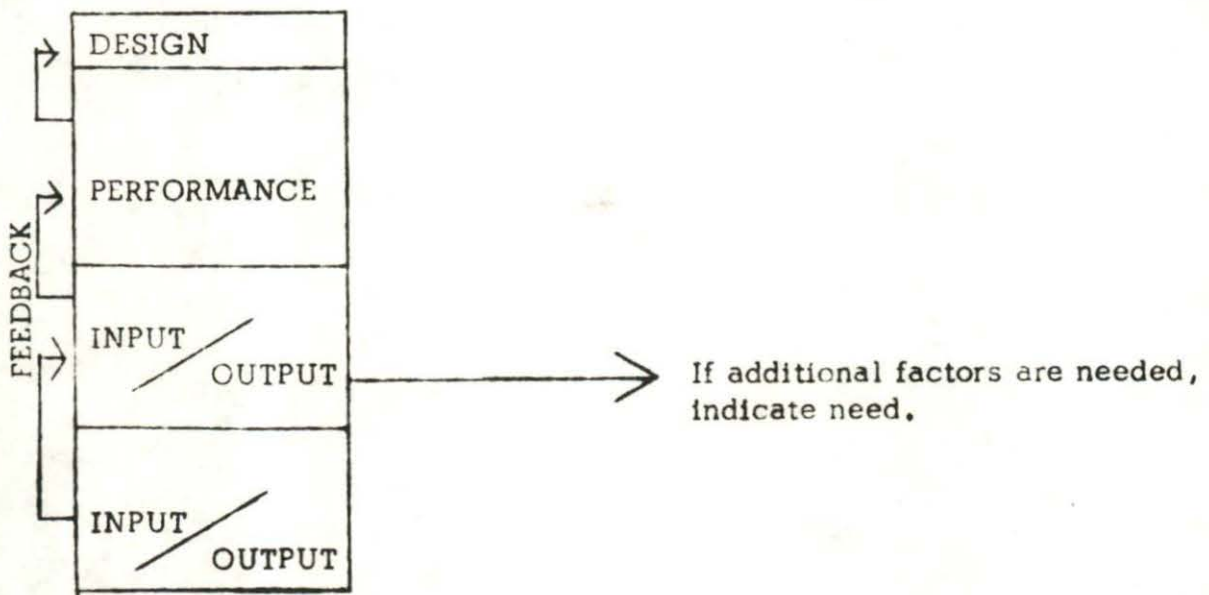 DESIGN
PERFORMANCE
FEEDBACK
INPUT
OUTPUT
If additional factors are needed,
indicate need.
INPUT
OUTPUT